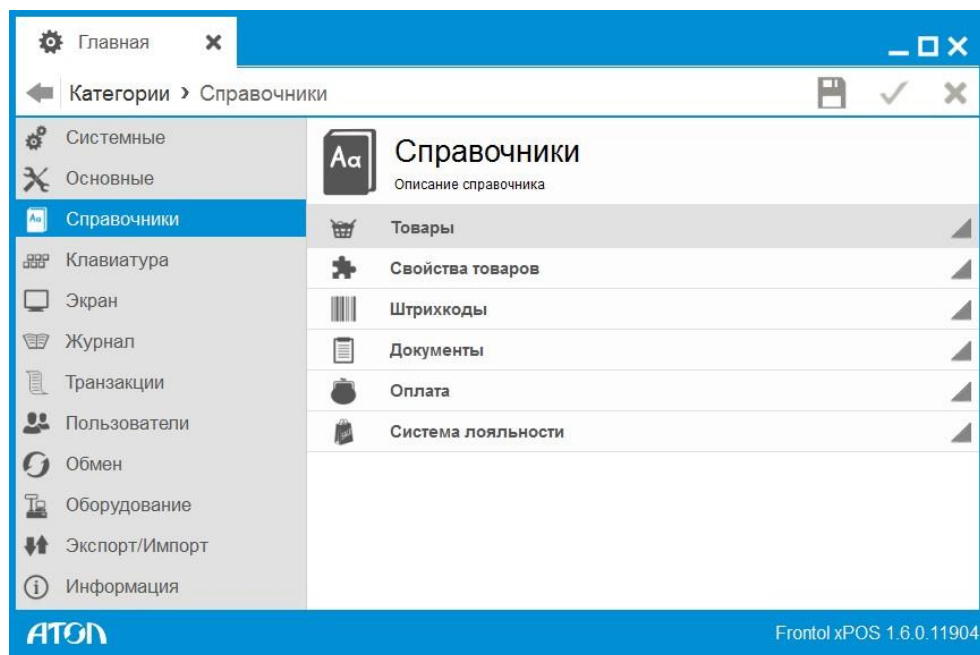 Главная
Категории > Справочники
Системные
Основные
Справочники
Клавиатура
Экран
Журнал
Транзакции
Пользователи
Обмен
Оборудование
Экспорт/Импорт
Информация
Aα
Справочники
Описание справочника
Товары
Свойства товаров
Штрихкоды
Документы
Оплата
Система лояльности
АТОЛ
Frontol xPOS 1.6.0.11904